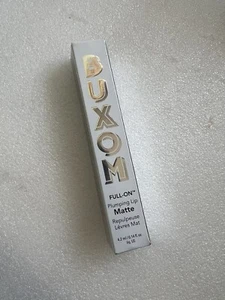 BUXOM
FULL-ON™
Plumping Lip
Matte
Repulpeuse
Lèvres Mat